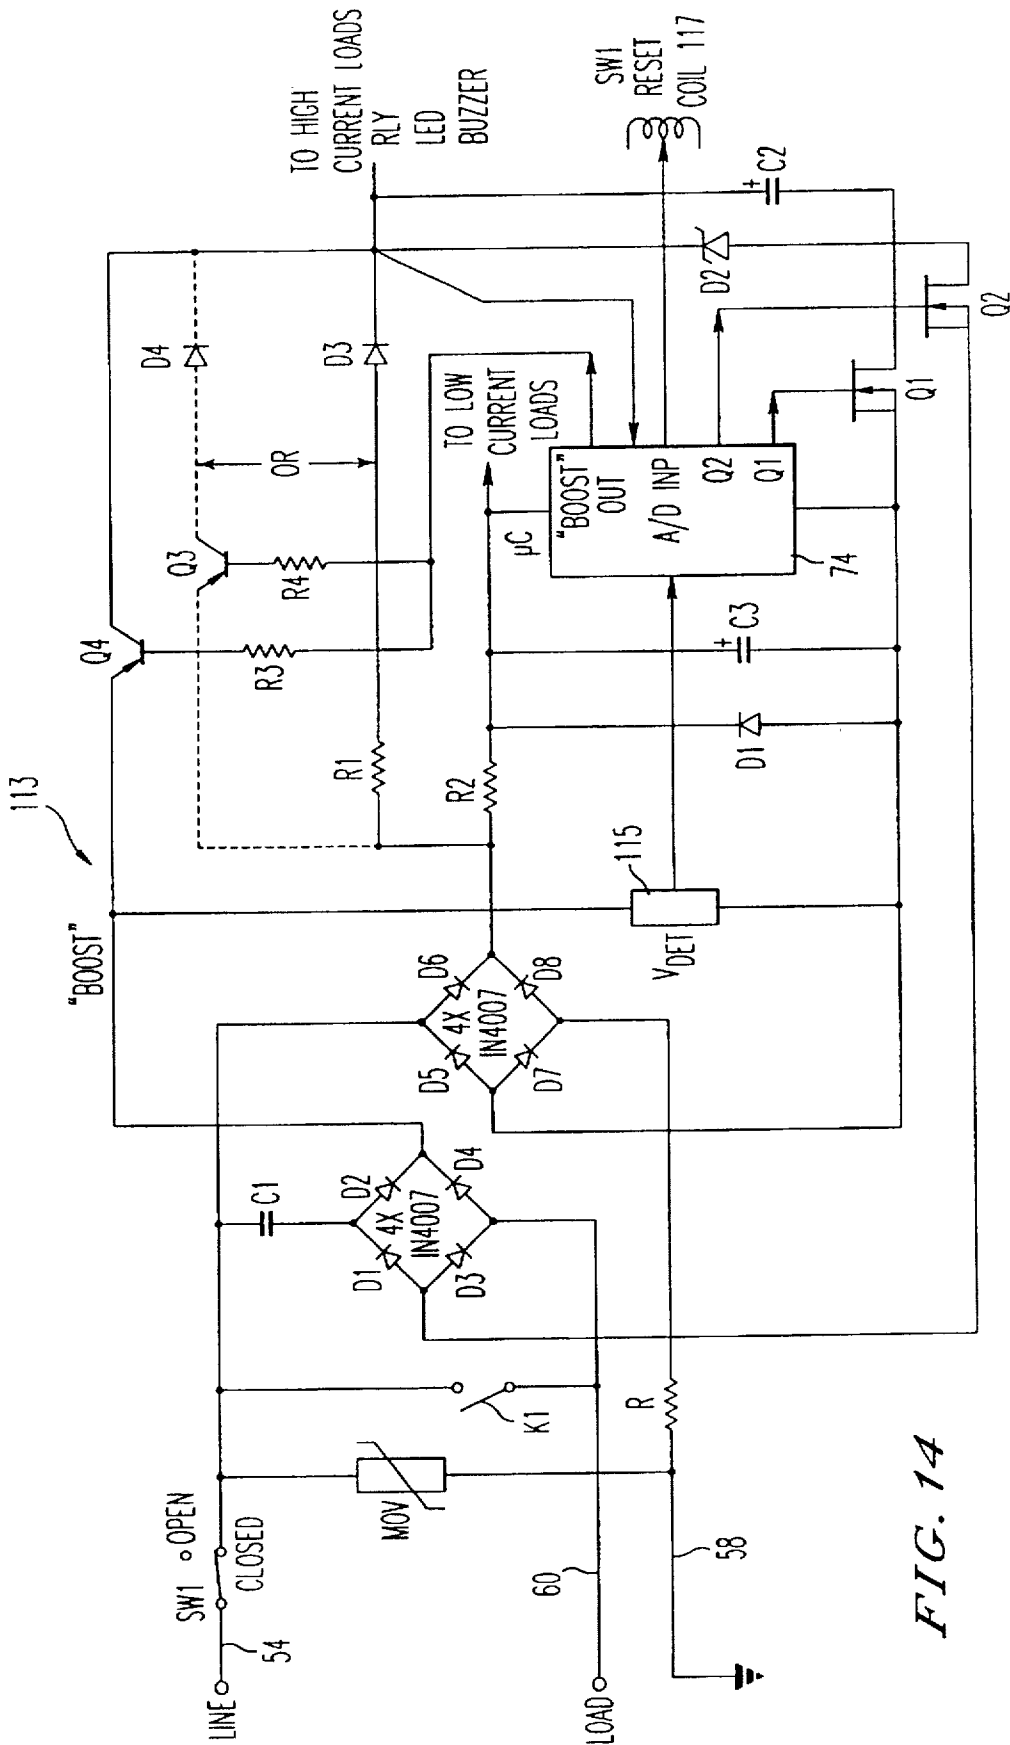 113
"BOOST"
Q4
Q3
D4
OR
R3
R4
R1
D3
R2
TO HIGH
CURRENT LOADS
RLY
LED
BUZZER
TO LOW
CURRENT
LOADS
SW1
RESET
COIL 117
µC
"BOOST"
OUT
A/D INP
Q2
Q1
74
D2
+
C2
Q1
Q2
+
C3
D1
115
VDET
D6
D5
4X
IN4007
D8
D7
C1
D2
D1
4X
IN4007
D4
D3
K1
R
MOV
SW1
OPEN
CLOSED
54
LINE
60
LOAD
58
FIG. 14